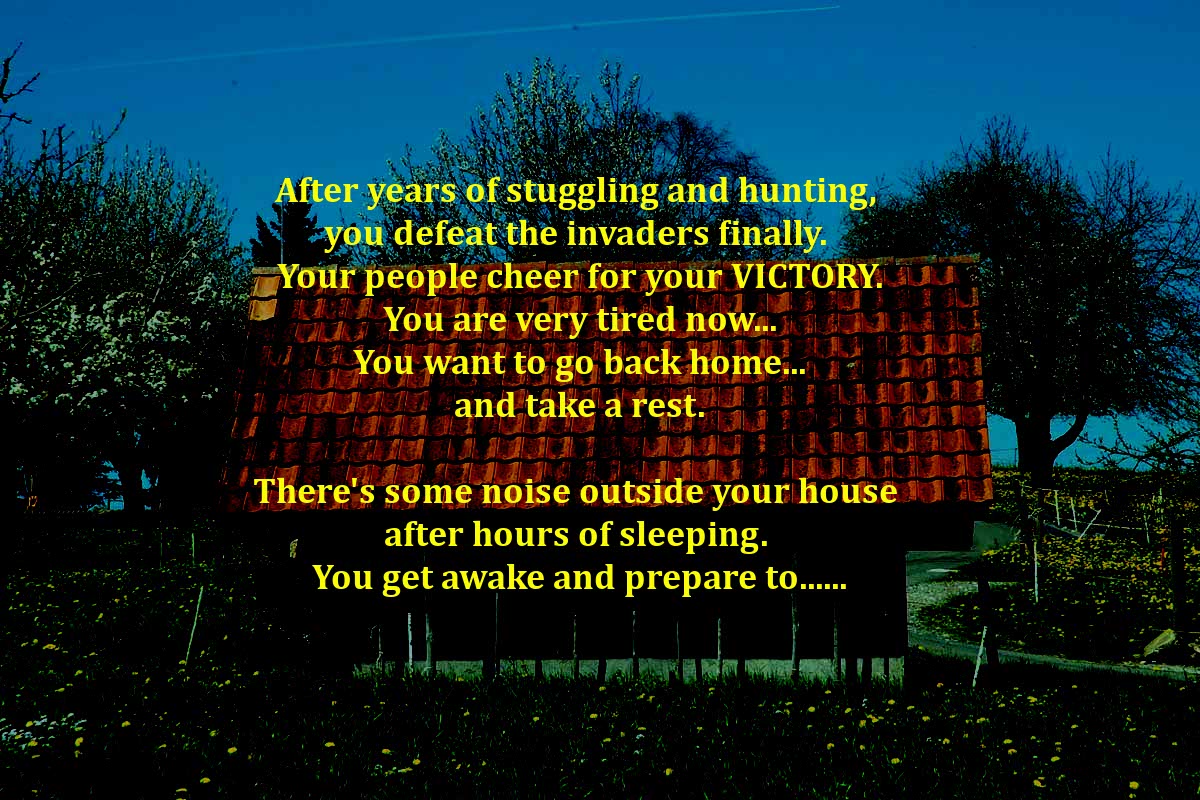 After years of stuggling and hunting,
you defeat the invaders finally.
Your people cheer for your VICTORY.
You are very tired now...
You want to go back home...
and take a rest.
There's some noise outside your house
after hours of sleeping.
You get awake and prepare to......